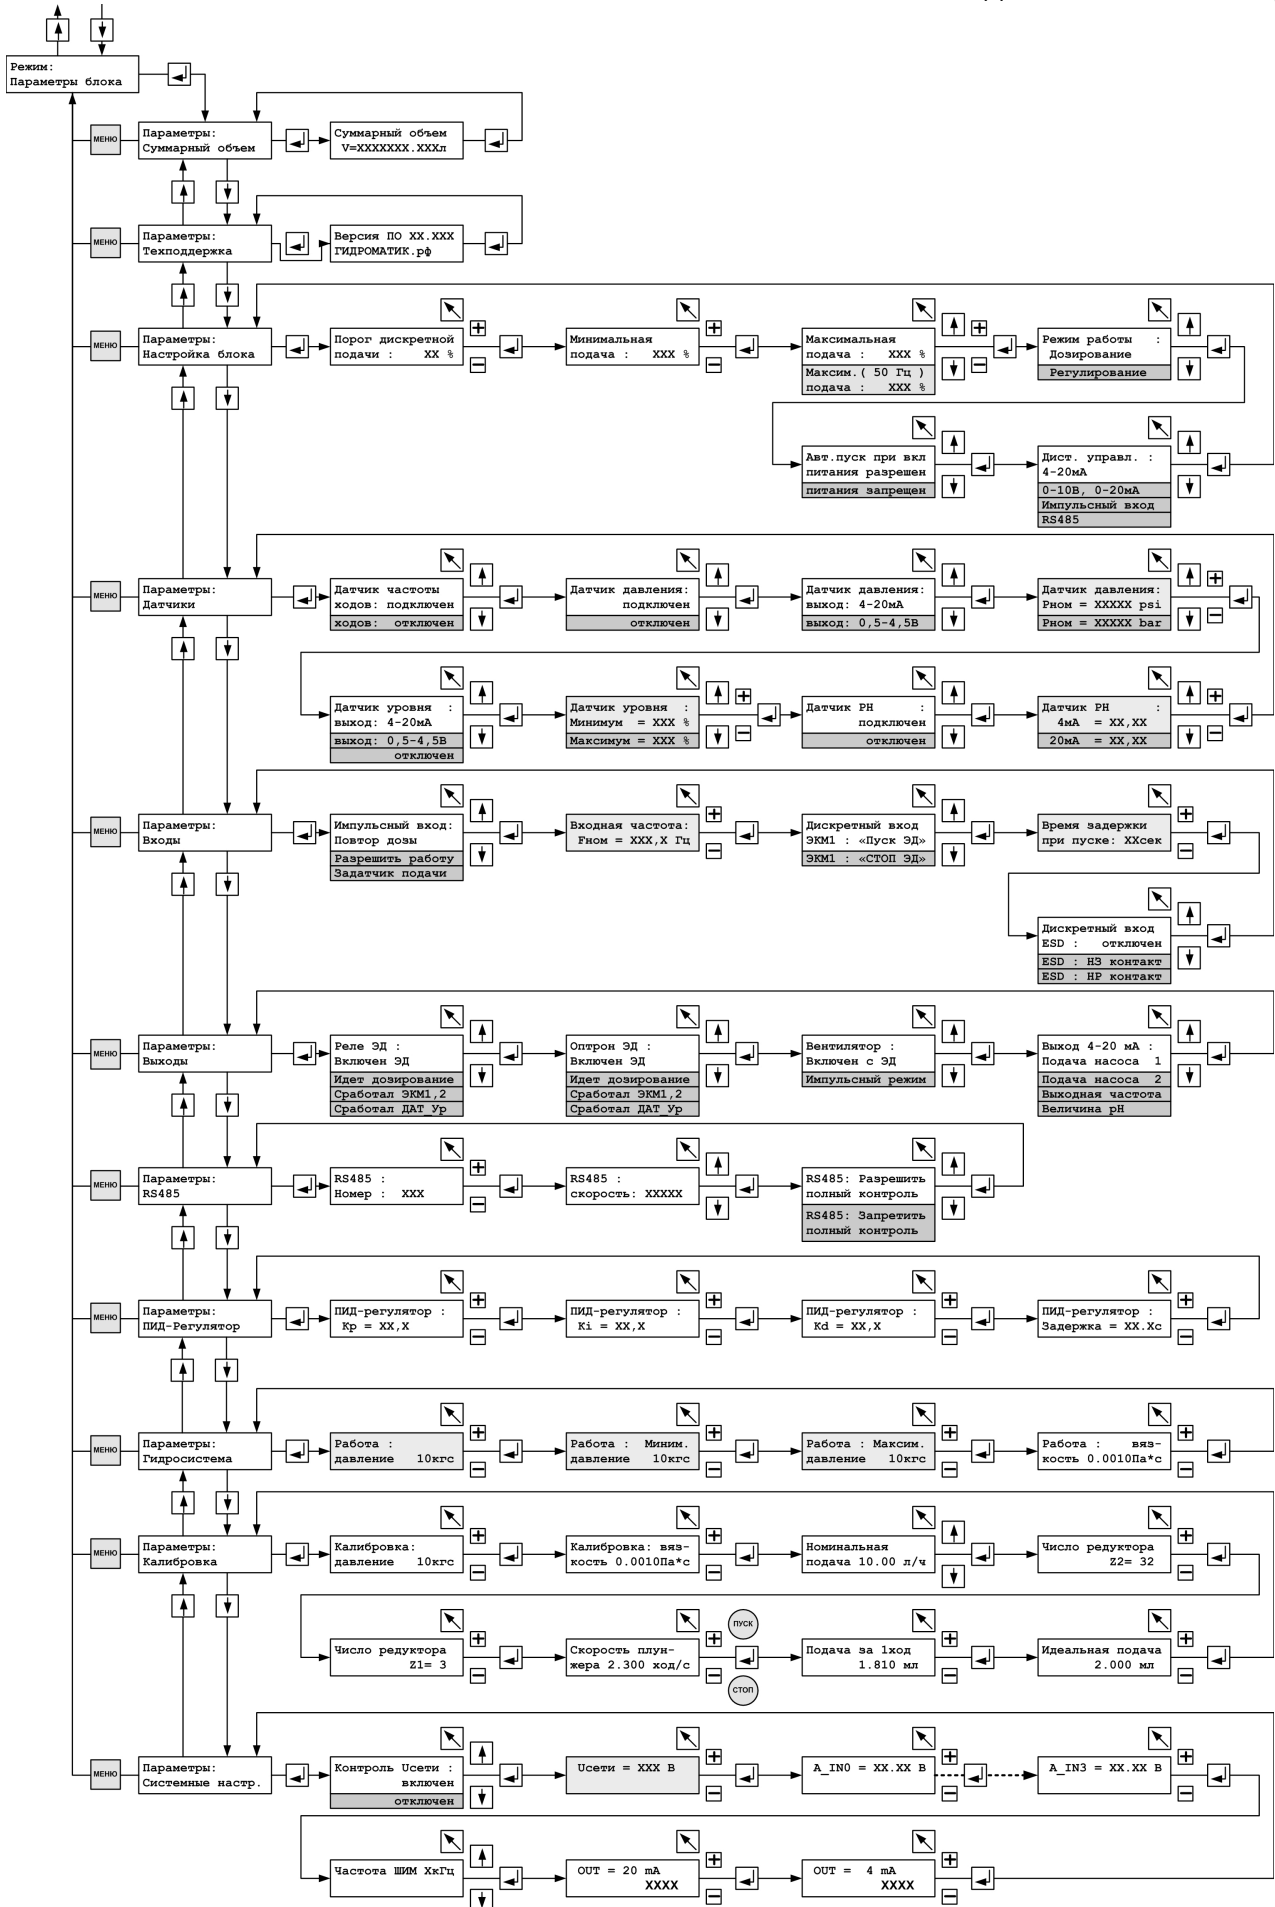 Режим:
Параметры блока
МЕНЮ
Параметры:
Суммарный объем
Суммарный объем
V=XXXXXXX.XXXл
МЕНЮ
Параметры:
Техподдержка
Версия ПО XX.XXX
ГИДРОМАТИК.рф
МЕНЮ
Параметры:
Настройка блока
Порог дискретной
подачи : XX %
Минимальная
подача : XXX %
Максимальная
подача : XXX %
Максим.( 50 Гц )
подача : XXX %
Режим работы :
Дозирование
Регулирование
Авт.пуск при вкл
питания разрешен
питания запрещен
Дист. управл. :
4-20мА
0-10В, 0-20мА
Импульсный вход
RS485
МЕНЮ
Параметры:
Датчики
Датчик частоты
ходов: подключен
ходов: отключен
Датчик давления:
подключен
отключен
Датчик давления:
выход: 4-20мА
выход: 0,5-4,5В
Датчик давления:
Рном = XXXXX psi
Рном = XXXXX bar
Датчик уровня :
выход: 4-20мА
выход: 0,5-4,5В
отключен
Датчик уровня :
Минимум = XXX %
Максимум = XXX %
Датчик PH :
подключен
отключен
Датчик PH :
4мА = XX,XX
20мА = XX,XX
МЕНЮ
Параметры:
Входы
Импульсный вход:
Повтор дозы
Разрешить работу
Задатчик подачи
Входная частота:
Fном = XXX,X Гц
Дискретный вход
ЭКМ1 : «Пуск ЭД»
ЭКМ1 : «СТОП ЭД»
Время задержки
при пуске: XXсек
Дискретный вход
ESD : отключен
ESD : НЗ контакт
ESD : НР контакт
МЕНЮ
Параметры:
Выходы
Реле ЭД :
Включен ЭД
Идет дозирование
Сработал ЭКМ1,2
Сработал ДАТ_Ур
Оптрон ЭД :
Включен ЭД
Идет дозирование
Сработал ЭКМ1,2
Сработал ДАТ_Ур
Вентилятор :
Включен с ЭД
Импульсный режим
Выход 4-20 мА :
Подача насоса 1
Подача насоса 2
Выходная частота
Величина pH
МЕНЮ
Параметры:
RS485
RS485 :
Номер : XXX
RS485 :
скорость: XXXXX
RS485: Разрешить
полный контроль
RS485: Запретить
полный контроль
МЕНЮ
Параметры:
ПИД-Регулятор
ПИД-регулятор :
Kp = XX,X
ПИД-регулятор :
Ki = XX,X
ПИД-регулятор :
Kd = XX,X
ПИД-регулятор :
Задержка = XX.Xс
МЕНЮ
Параметры:
Гидросистема
Работа :
давление 10кгс
Работа : Миним.
давление 10кгс
Работа : Максим.
давление 10кгс
Работа : вяз-
кость 0.0010Па*с
МЕНЮ
Параметры:
Калибровка
Калибровка:
давление 10кгс
Калибровка: вяз-
кость 0.0010Па*с
Номинальная
подача 10.00 л/ч
Число редуктора
Z2= 32
Число редуктора
Z1= 3
Скорость плун-
жера 2.300 ход/с
ПУСК
СТОП
Подача за 1ход
1.810 мл
Идеальная подача
2.000 мл
МЕНЮ
Параметры:
Системные настр.
Контроль Uсети :
включен
отключен
Uсети = XXX В
A_IN0 = XX.XX В
A_IN3 = XX.XX В
Частота ШИМ XкГц
OUT = 20 mA
XXXX
OUT = 4 mA
XXXX